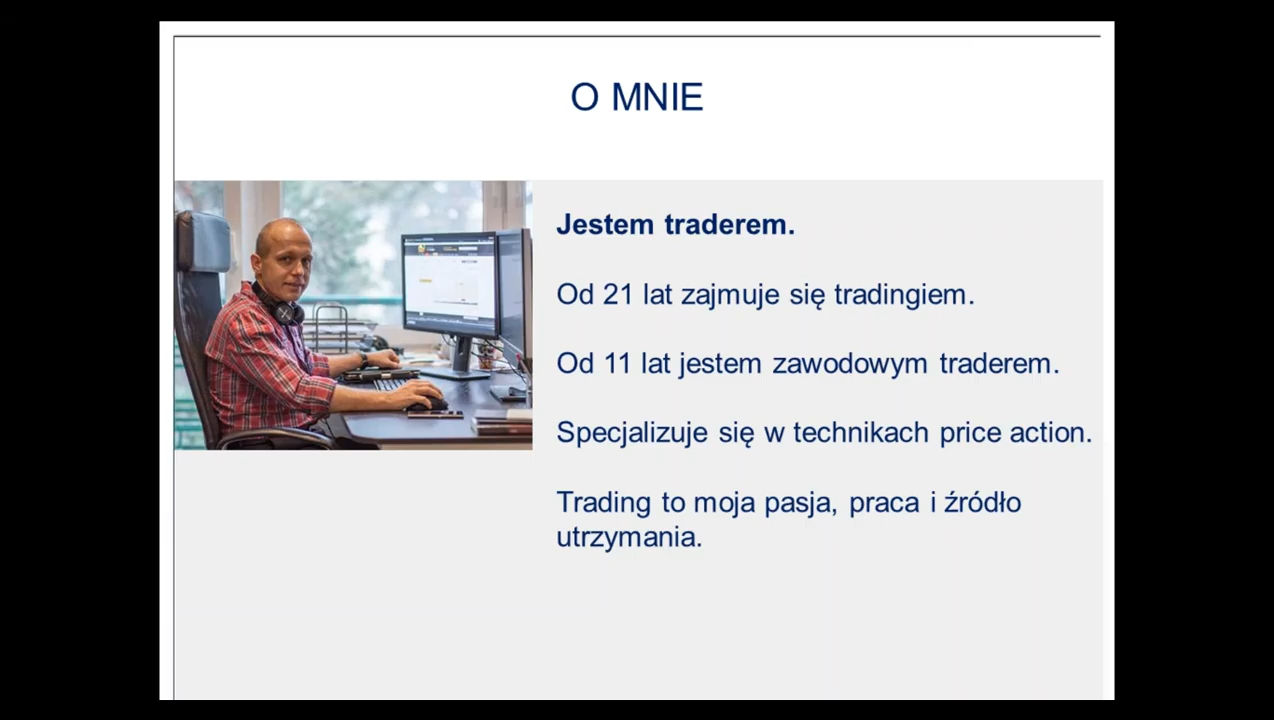 O MNIE
Jestem traderem.
Od 21 lat zajmuje się tradingiem.
Od 11 lat jestem zawodowym traderem.
Specjalizuje się w technikach price action.
Trading to moja pasja, praca i źródło
utrzymania.